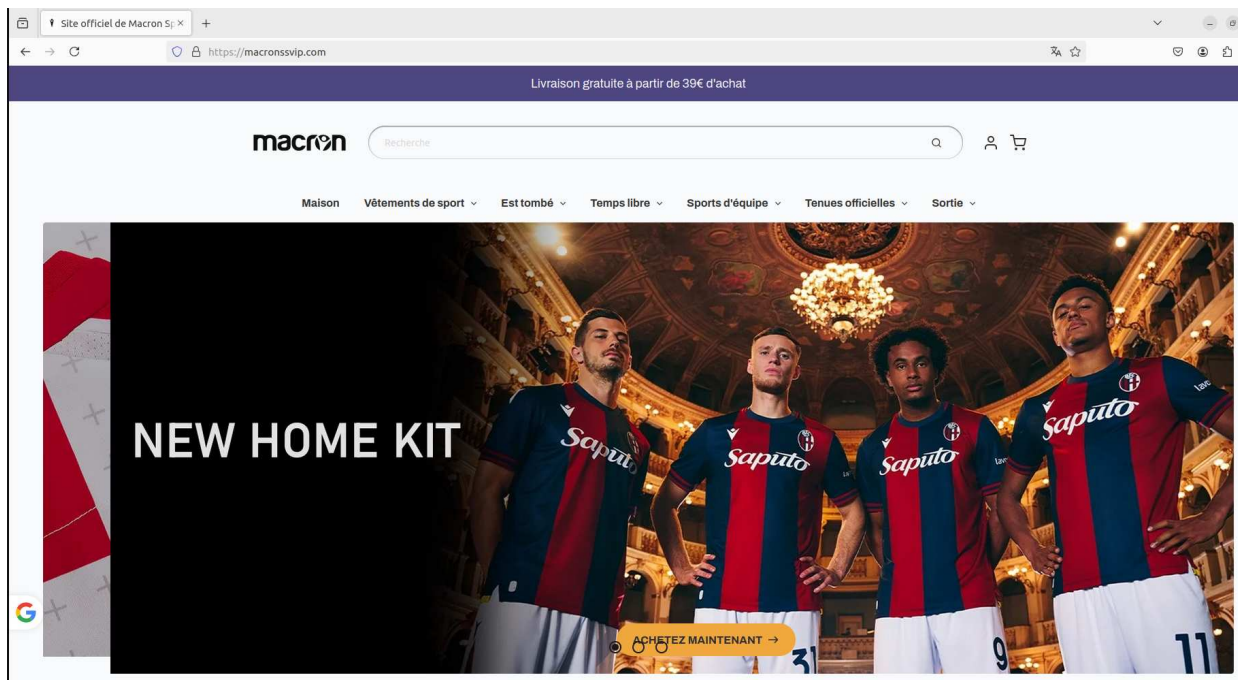 Site officiel de Macron Sp
https://macronssvip.com
Livraison gratuite à partir de 39€ d'achat
macron
Recherche
Maison Vêtements de sport Est tombé Temps libre Sports d'équipe Tenues officielles Sortie
NEW HOME KIT
Saputo
Saputo
Saputo
Saputo
ACHETEZ MAINTENANT →
31
9
11
G